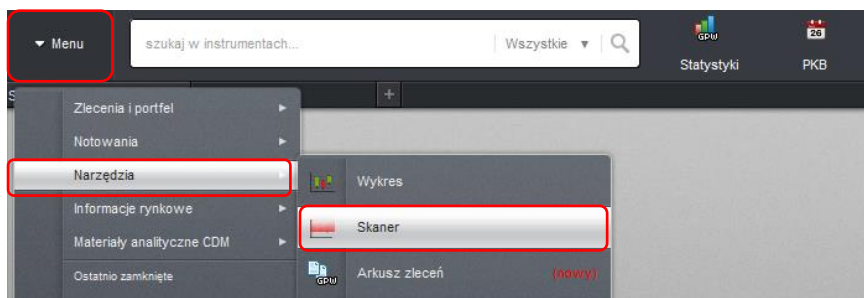 Menu
szukaj w instrumentach...
Wszystkie
GPW
Statystyki
26
PKB
+
Zlecenia i portfel
Notowania
Narzędzia
Wykres
Informacje rynkowe
Skaner
Materiały analityczne CDM
Ostatnio zamknięte
GPW
Arkusz zleceń
(nowy)